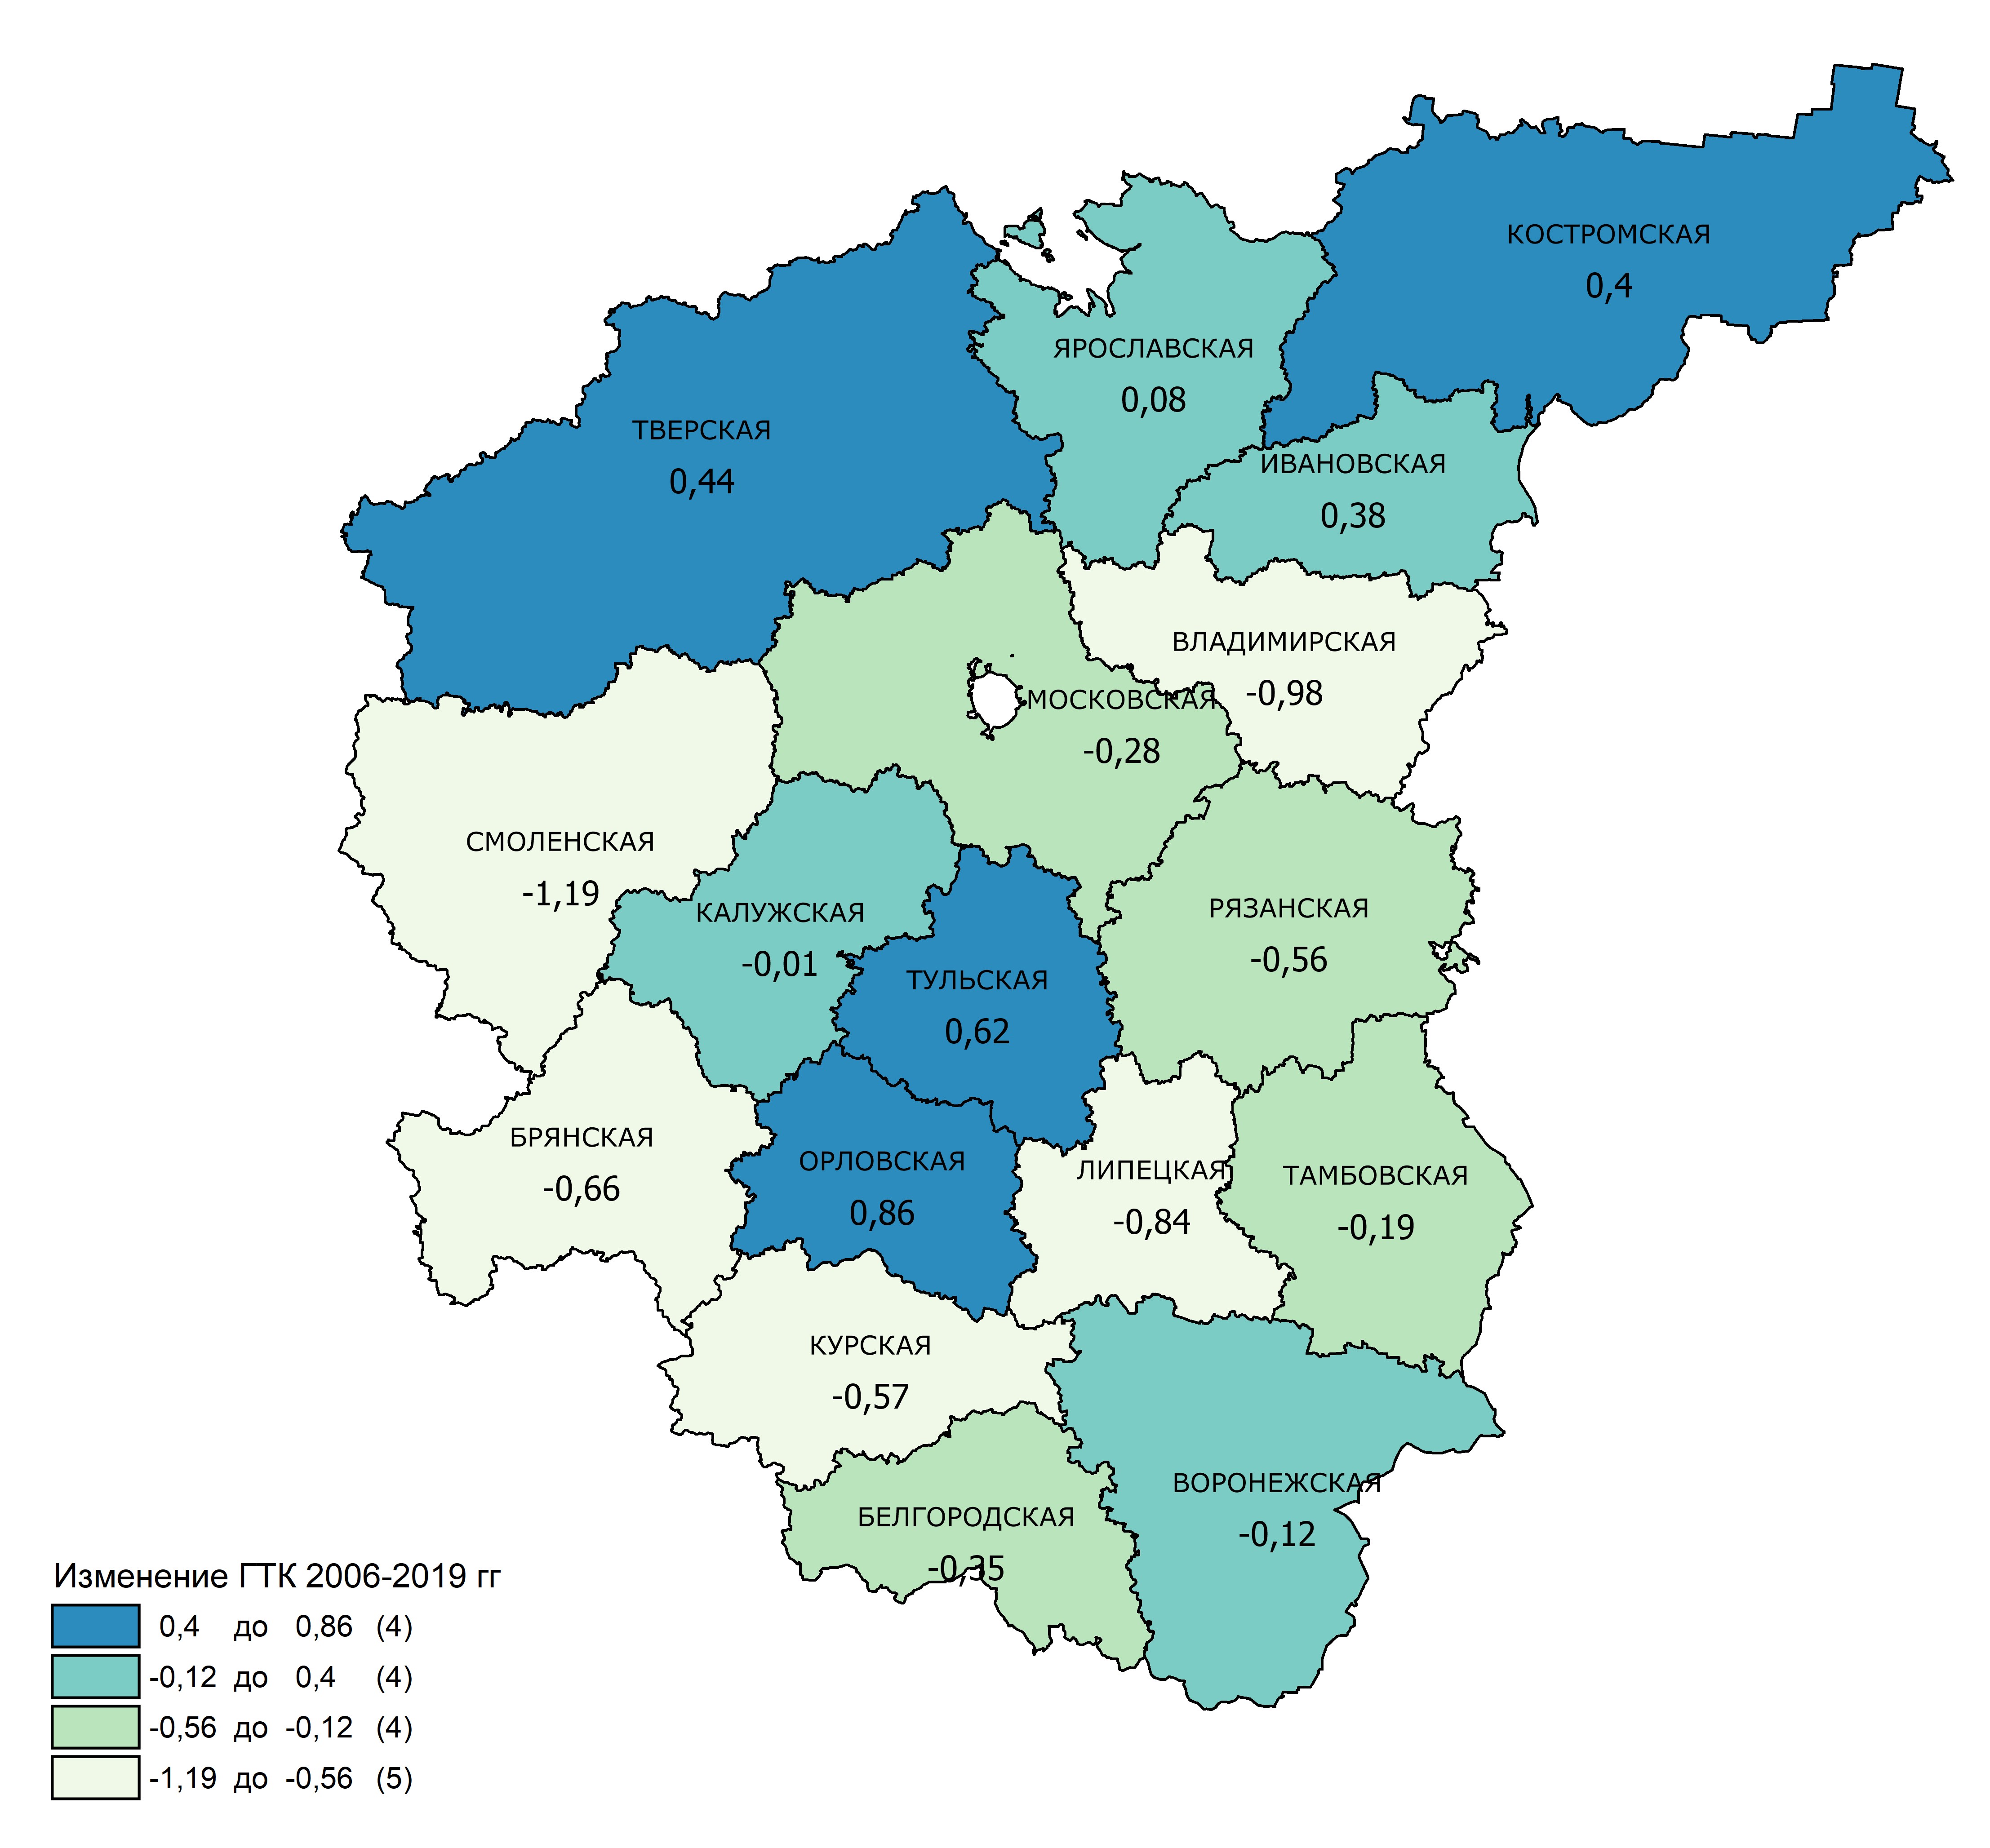 КОСТРОМСКАЯ
0,4
ЯРОСЛАВСКАЯ
0,08
ТВЕРСКАЯ
0,44
ИВАНОВСКАЯ
0,38
ВЛАДИМИРСКАЯ
-0,98
МОСКОВСКАЯ
-0,28
СМОЛЕНСКАЯ
-1,19
КАЛУЖСКАЯ
-0,01
РЯЗАНСКАЯ
-0,56
ТУЛЬСКАЯ
0,62
БРЯНСКАЯ
-0,66
ОРЛОВСКАЯ
0,86
ЛИПЕЦКАЯ
-0,84
ТАМБОВСКАЯ
-0,19
КУРСКАЯ
-0,57
ВОРОНЕЖСКАЯ
-0,12
БЕЛГОРОДСКАЯ
-0,35
Изменение ГТК 2006-2019 гг
0,4 до 0,86 (4)
-0,12 до 0,4 (4)
-0,56 до -0,12 (4)
-1,19 до -0,56 (5)